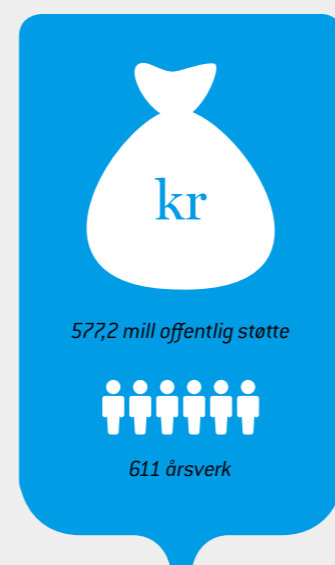 kr
577,2 mill offentlig støtte
611 årsverk